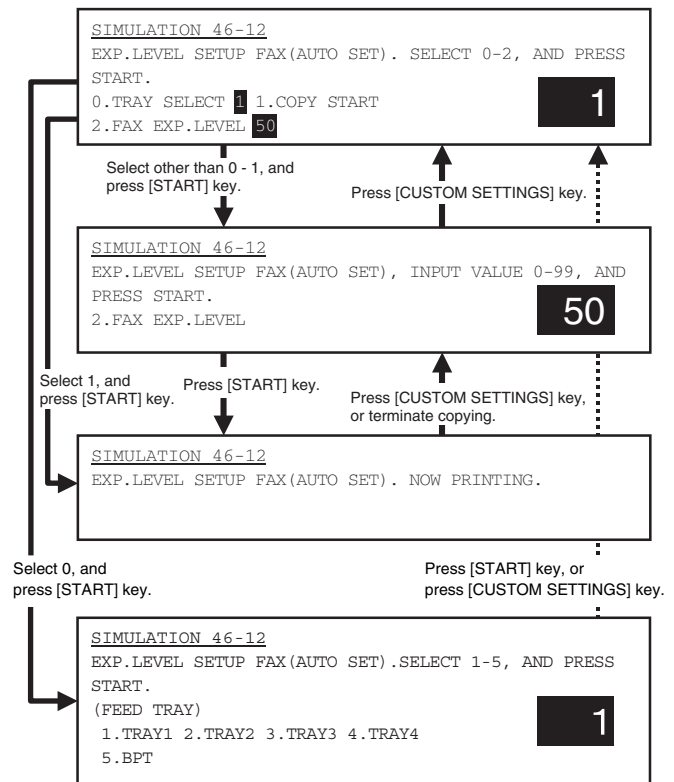 SIMULATION 46-12
EXP.LEVEL SETUP FAX(AUTO SET). SELECT 0-2, AND PRESS
START.
0.TRAY SELECT 1 1.COPY START
2.FAX EXP.LEVEL 50
1
Select other than 0 - 1, and
press [START] key.
Press [CUSTOM SETTINGS] key.
SIMULATION 46-12
EXP.LEVEL SETUP FAX(AUTO SET), INPUT VALUE 0-99, AND
PRESS START.
2.FAX EXP.LEVEL
50
Select 1, and
press [START] key.
Press [START] key.
Press [CUSTOM SETTINGS] key,
or terminate copying.
SIMULATION 46-12
EXP.LEVEL SETUP FAX(AUTO SET). NOW PRINTING.
Select 0, and
press [START] key.
Press [START] key, or
press [CUSTOM SETTINGS] key.
SIMULATION 46-12
EXP.LEVEL SETUP FAX(AUTO SET).SELECT 1-5, AND PRESS
START.
(FEED TRAY)
1.TRAY1 2.TRAY2 3.TRAY3 4.TRAY4
5.BPT
1